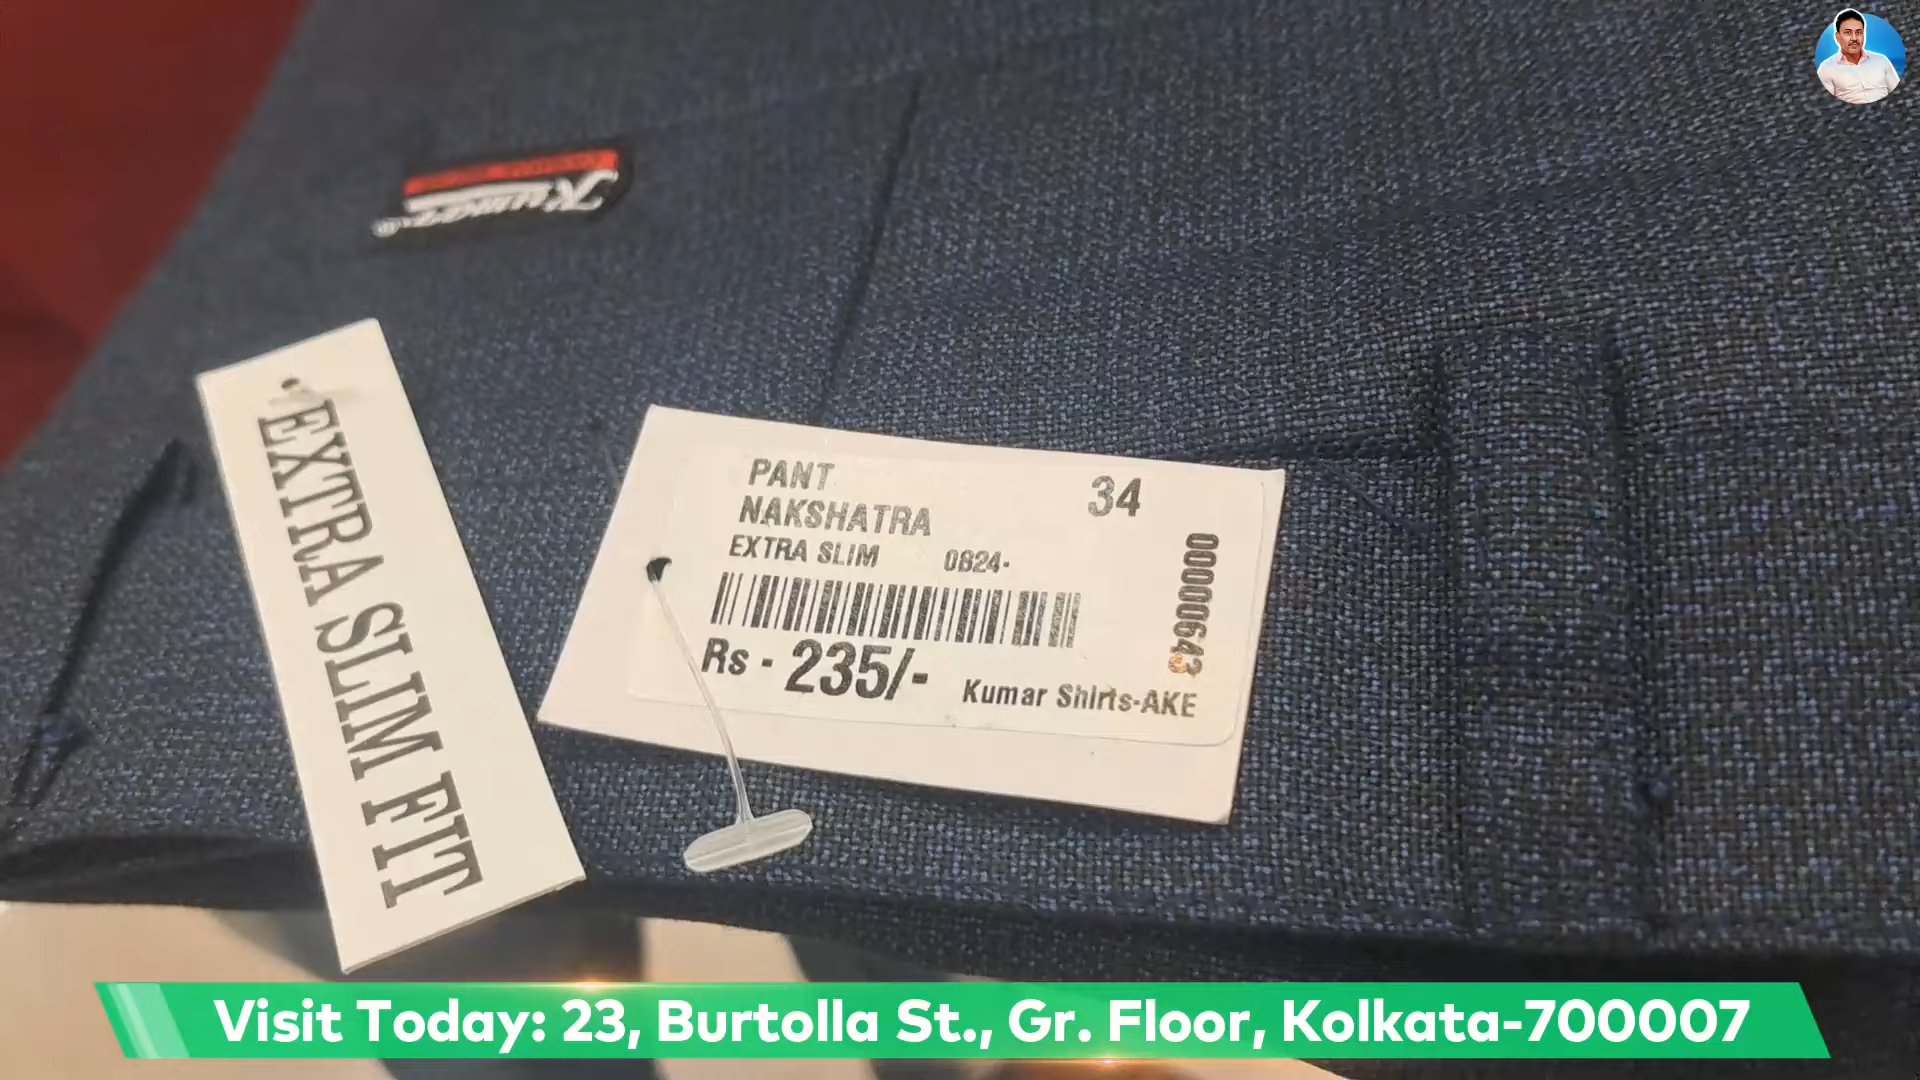 Kumar
EXTRA SLIM FIT
PANT
34
NAKSHATRA
EXTRA SLIM 0824-
00000643
Rs - 235/-
Kumar Shirts-AKE
Visit Today: 23, Burtolla St., Gr. Floor, Kolkata-700007